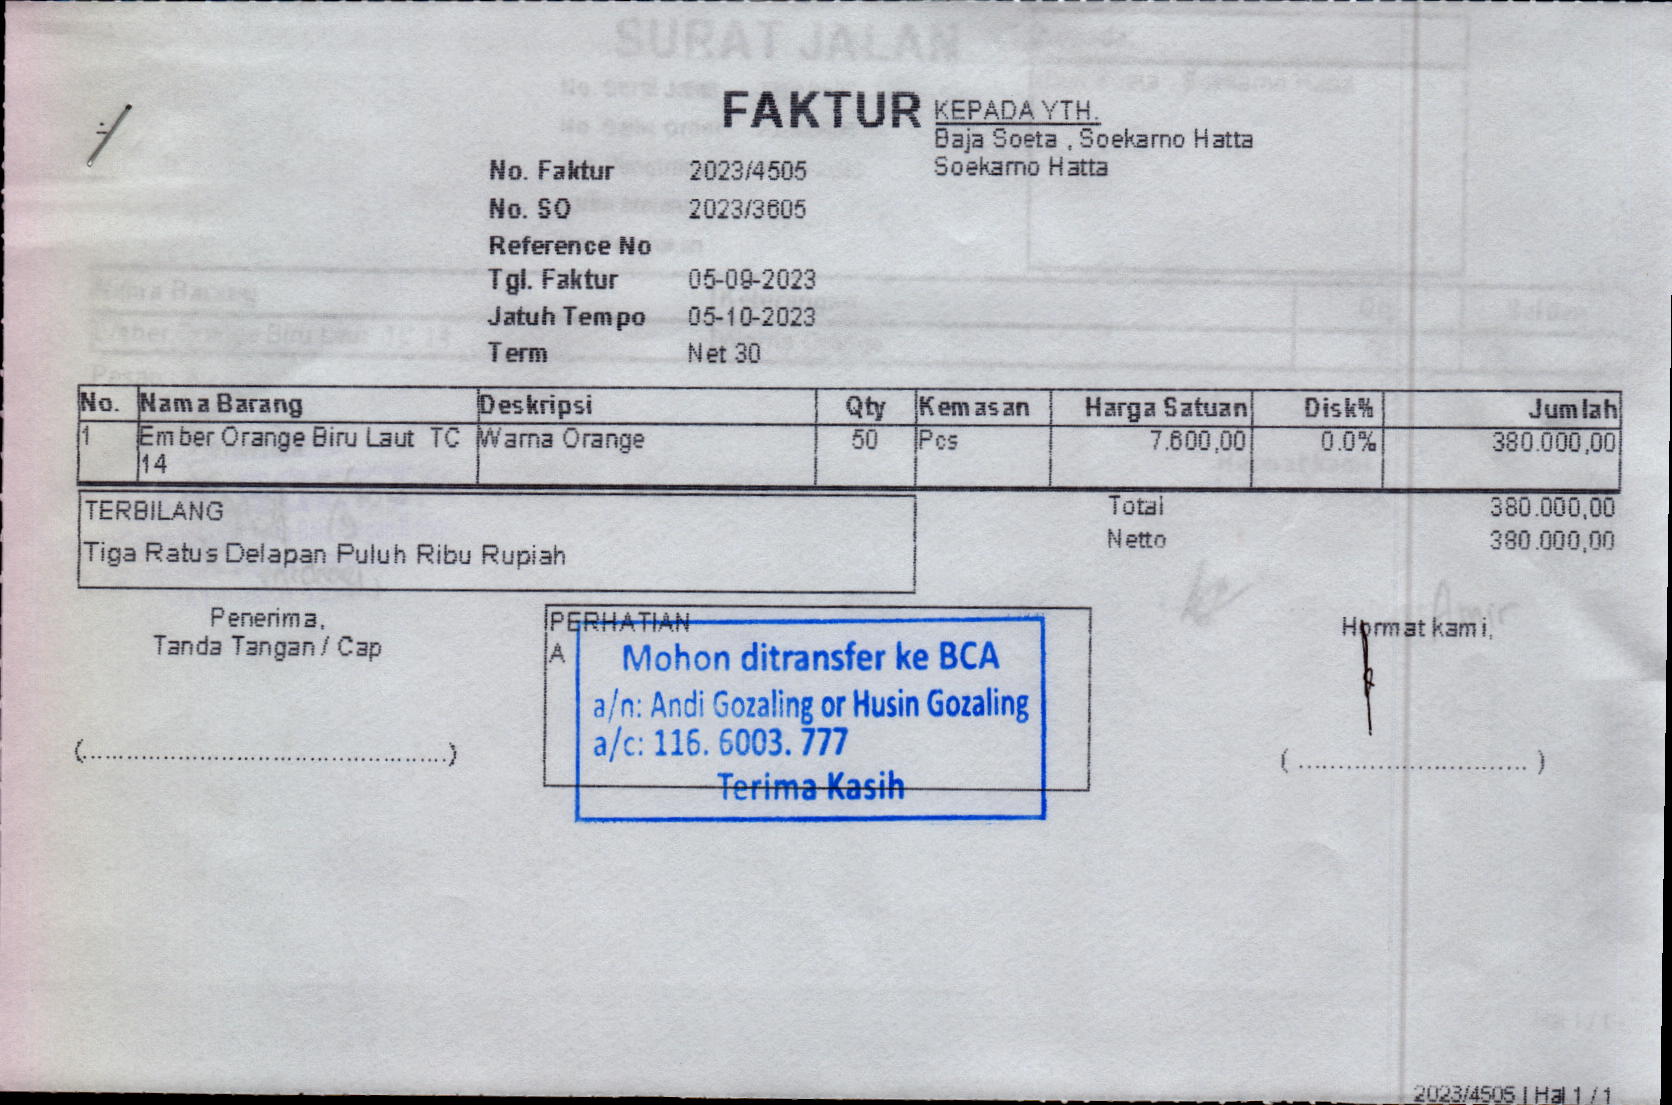 FAKTUR
KEPADA YTH.
Baja Soeta , Soekarno Hatta
Soekarno Hatta
No. Faktur 2023/4505
No. SO 2023/3605
Reference No
Tgl. Faktur 05-09-2023
Jatuh Tempo 05-10-2023
Term Net 30
No. Nama Barang Deskripsi Qty Kemasan Harga Satuan Disk% Jumlah
1 Ember Orange Biru Laut TC Warna Orange 50 Pcs 7.600,00 0.0% 380.000,00
14
TERBILANG
Tiga Ratus Delapan Puluh Ribu Rupiah
Total 380.000,00
Netto 380.000,00
Penerima,
Tanda Tangan / Cap
(................................................)
PERHATIAN
A
Mohon ditransfer ke BCA
a/n: Andi Gozaling or Husin Gozaling
a/c: 116. 6003. 777
Terima Kasih
Hormat kami,
( .............................. )
2023/4505 | Hal 1 / 1
SURAT JALAN